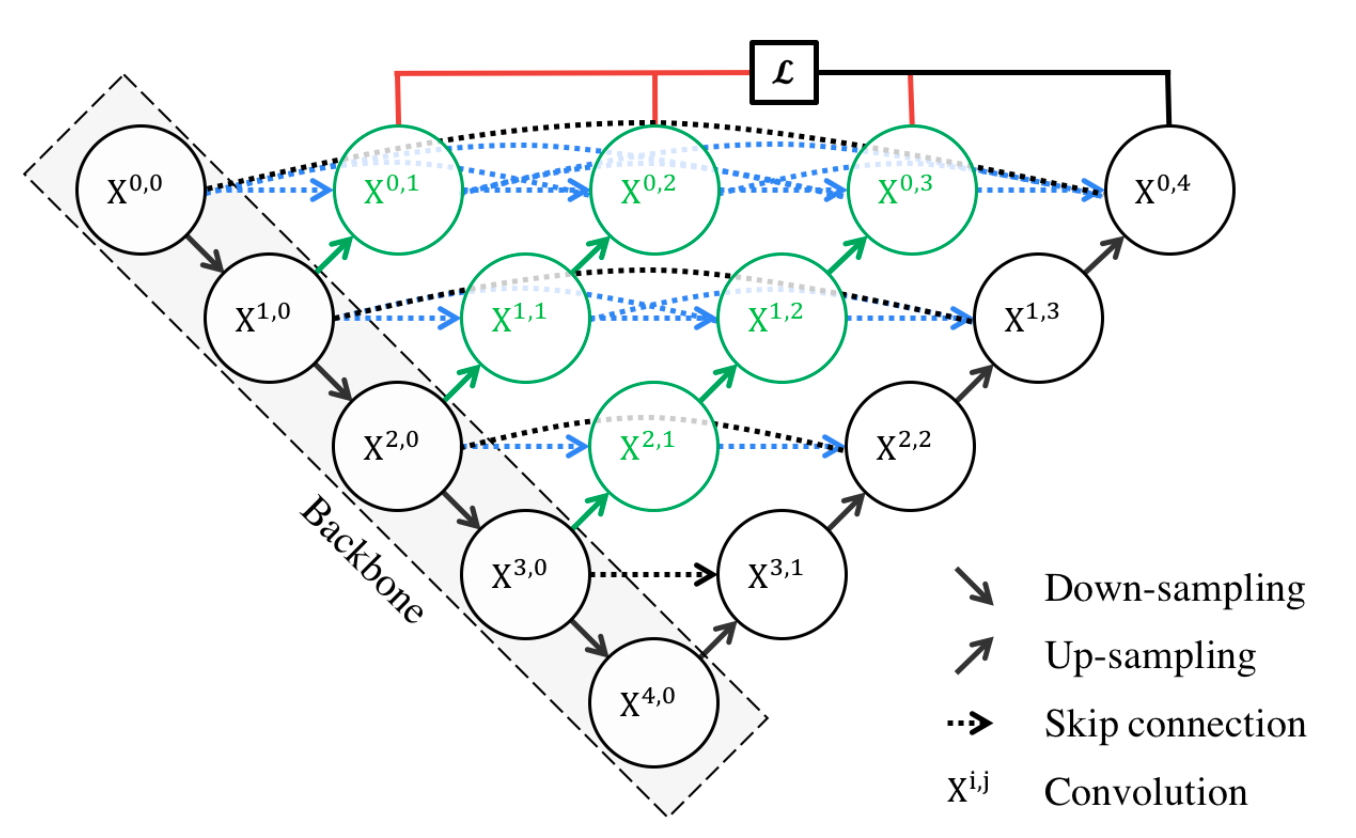 ℒ
X^0,0
X^0,1
X^0,2
X^0,3
X^0,4
X^1,0
X^1,1
X^1,2
X^1,3
X^2,0
X^2,1
X^2,2
Backbone
X^3,0
X^3,1
X^4,0
Down-sampling
Up-sampling
Skip connection
X^i,j Convolution